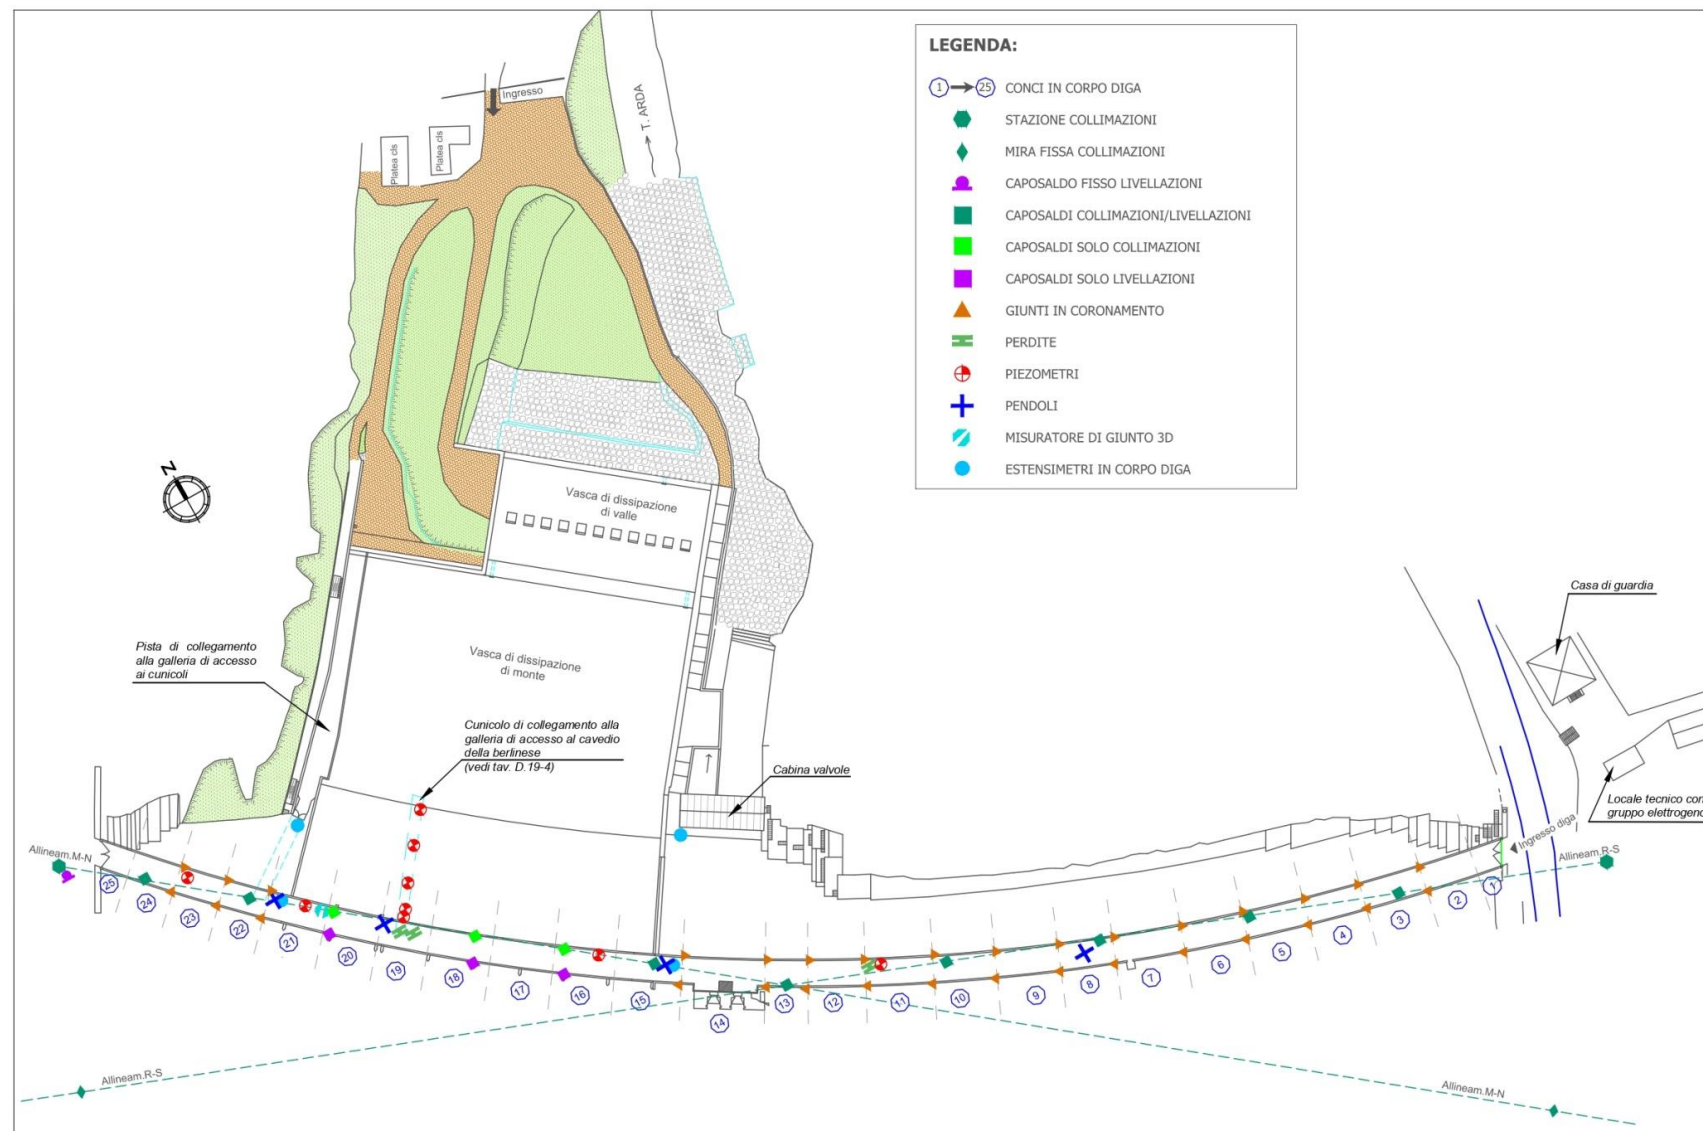 LEGENDA:
1 25 CONCI IN CORPO DIGA
STAZIONE COLLIMAZIONI
MIRA FISSA COLLIMAZIONI
CAPOSALDO FISSO LIVELLAZIONI
CAPOSALDI COLLIMAZIONI/LIVELLAZIONI
CAPOSALDI SOLO COLLIMAZIONI
CAPOSALDI SOLO LIVELLAZIONI
GIUNTI IN CORONAMENTO
PERDITE
PIEZOMETRI
PENDOLI
MISURATORE DI GIUNTO 3D
ESTENSIMETRI IN CORPO DIGA
Ingresso
T. ARDA
Platea cls
Platea cls
N
Vasca di dissipazione
di valle
Casa di guardia
Pista di collegamento
alla galleria di accesso
ai cunicoli
Vasca di dissipazione
di monte
Cunicolo di collegamento alla
galleria di accesso al cavedio
della berlinese
(vedi tav. D.19-4)
Cabina valvole
Locale tecnico con
gruppo elettrogeno
Ingresso diga
Allineam.M-N
Allineam.R-S
25
24
23
22
21
20
19
18
17
16
15
14
13
12
11
10
9
8
7
6
5
4
3
2
1
Allineam.R-S
Allineam.M-N